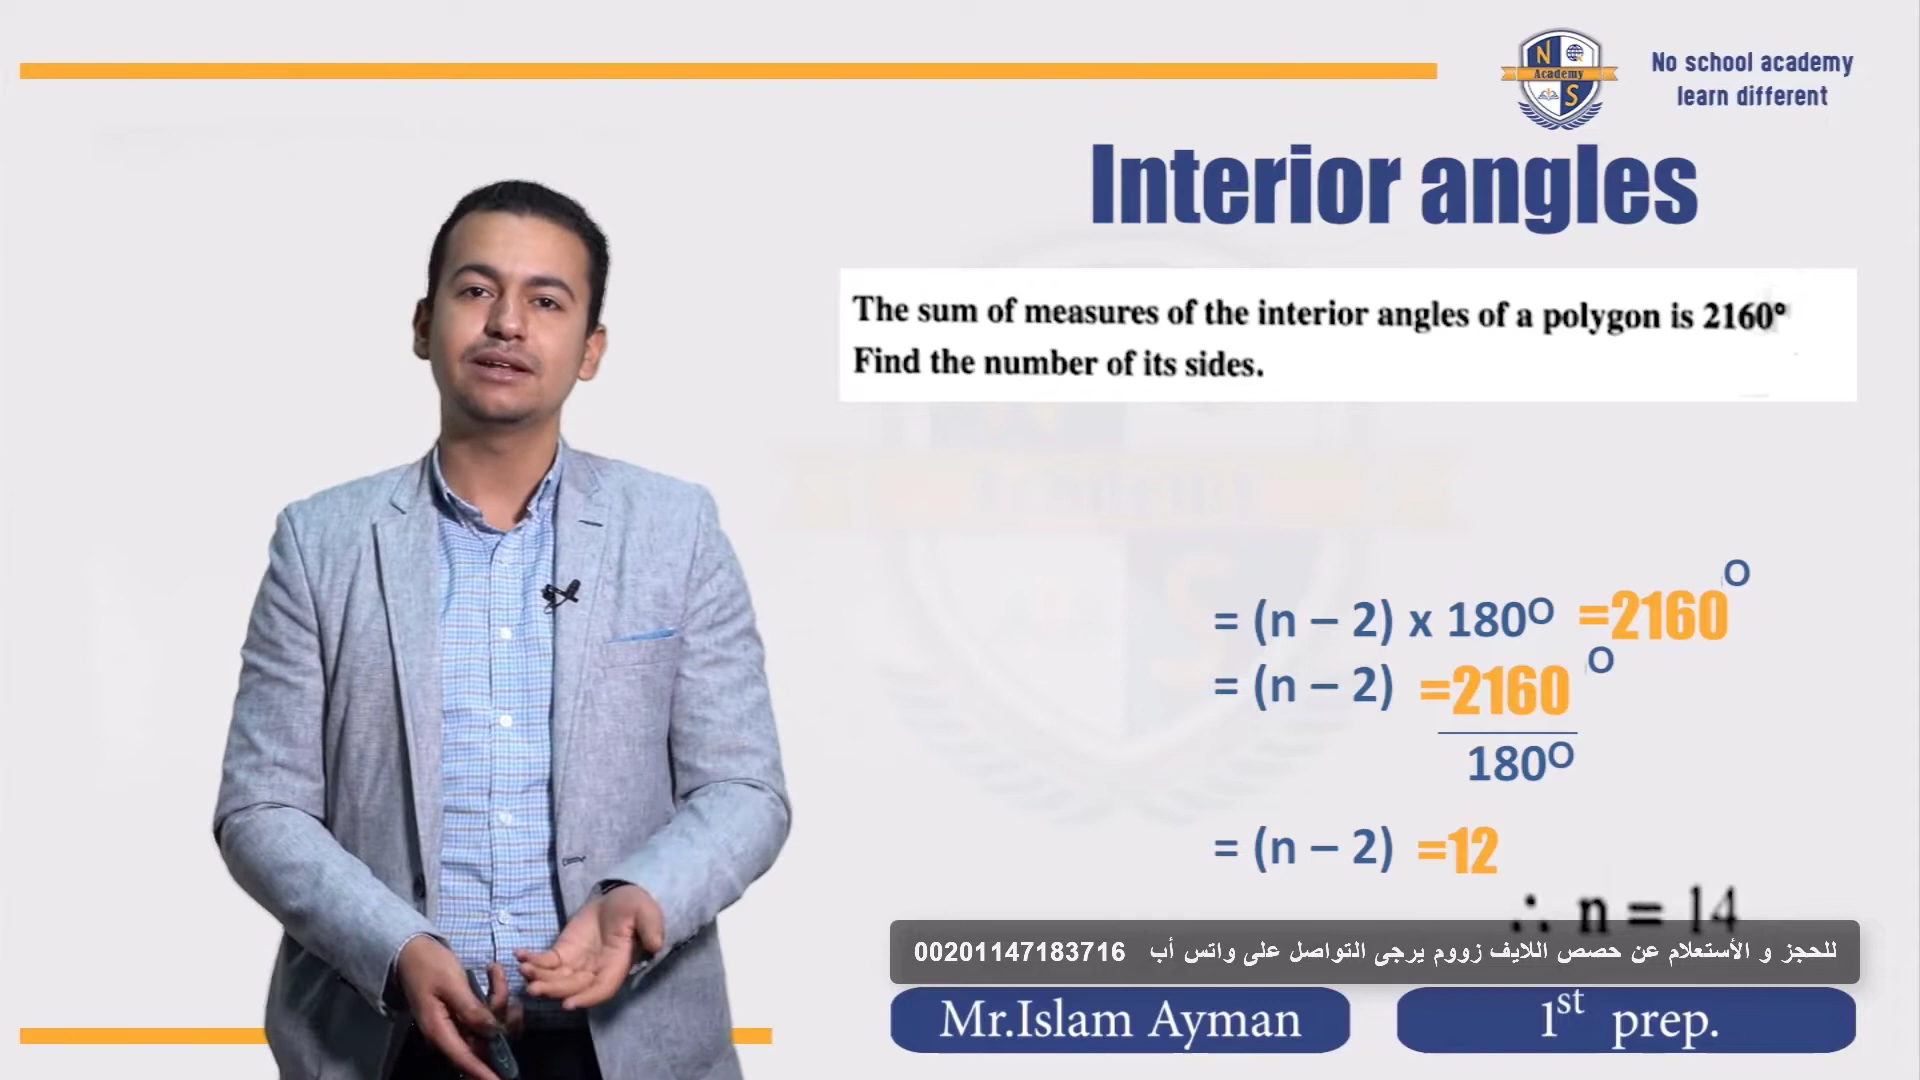 N
Academy
S
No school academy
learn different
Interior angles
The sum of measures of the interior angles of a polygon is 2160°
Find the number of its sides.
= (n – 2) x 180O =2160 O
= (n – 2) =2160 O
180O
= (n – 2) =12
∴ n = 14
للحجز و الأستعلام عن حصص اللايف زووم يرجى التواصل على واتس أب 00201147183716
Mr.Islam Ayman
1st prep.